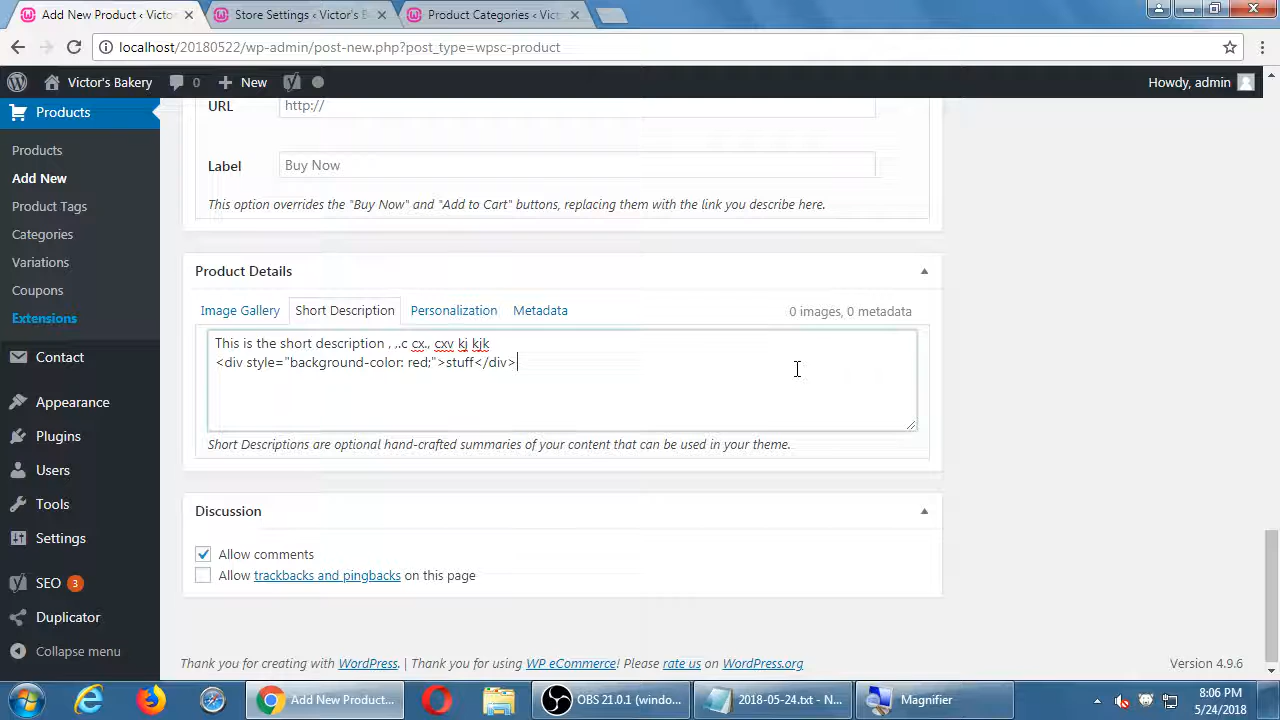 Add New Product ‹ Victor's
Store Settings ‹ Victor's B
Product Categories ‹ Vict
localhost/20180522/wp-admin/post-new.php?post_type=wpsc-product
Victor's Bakery
0
New
Howdy, admin
Products
Products
Add New
Product Tags
Categories
Variations
Coupons
Extensions
Contact
Appearance
Plugins
Users
Tools
Settings
SEO 3
Duplicator
Collapse menu
URL http://
Label Buy Now
This option overrides the "Buy Now" and "Add to Cart" buttons, replacing them with the link you describe here.
Product Details
Image Gallery Short Description Personalization Metadata 0 images, 0 metadata
This is the short description , ,.c cx., cxv kj kjk
<div style="background-color: red;">stuff</div>
Short Descriptions are optional hand-crafted summaries of your content that can be used in your theme.
Discussion
Allow comments
Allow trackbacks and pingbacks on this page
Thank you for creating with WordPress. | Thank you for using WP eCommerce! Please rate us on WordPress.org
Version 4.9.6
Add New Product...
OBS 21.0.1 (windo...
2018-05-24.txt - N...
Magnifier
8:06 PM
5/24/2018